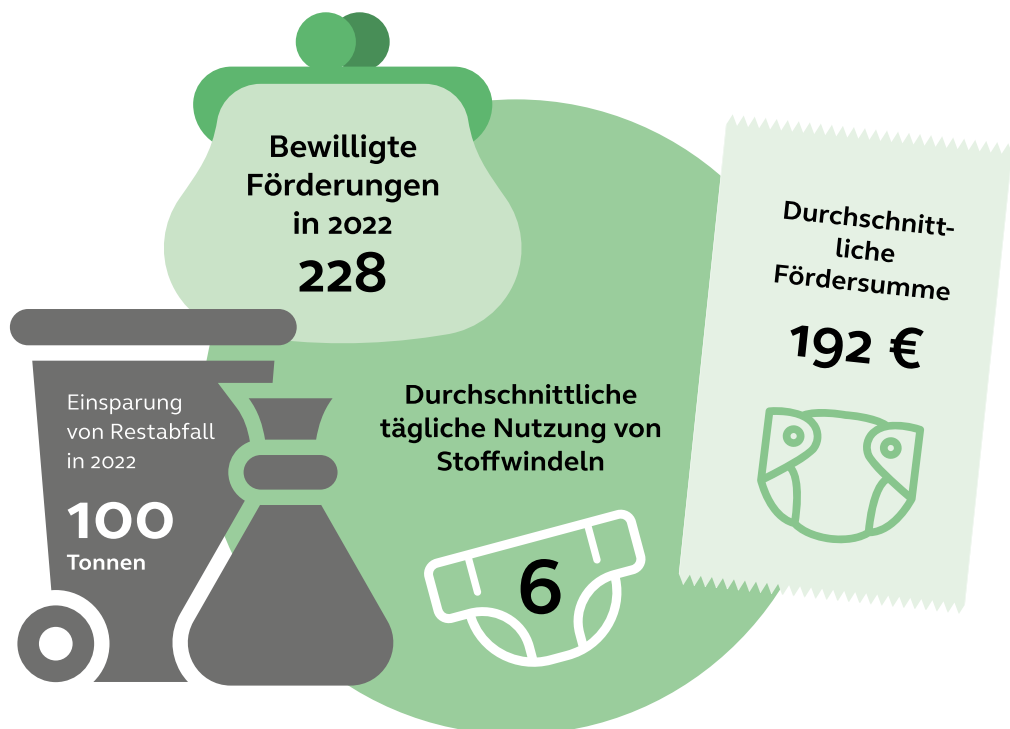 Bewilligte
Förderungen
in 2022
228
Durchschnitt-
liche
Fördersumme
192 €
Einsparung
von Restabfall
in 2022
100
Tonnen
Durchschnittliche
tägliche Nutzung von
Stoffwindeln
6